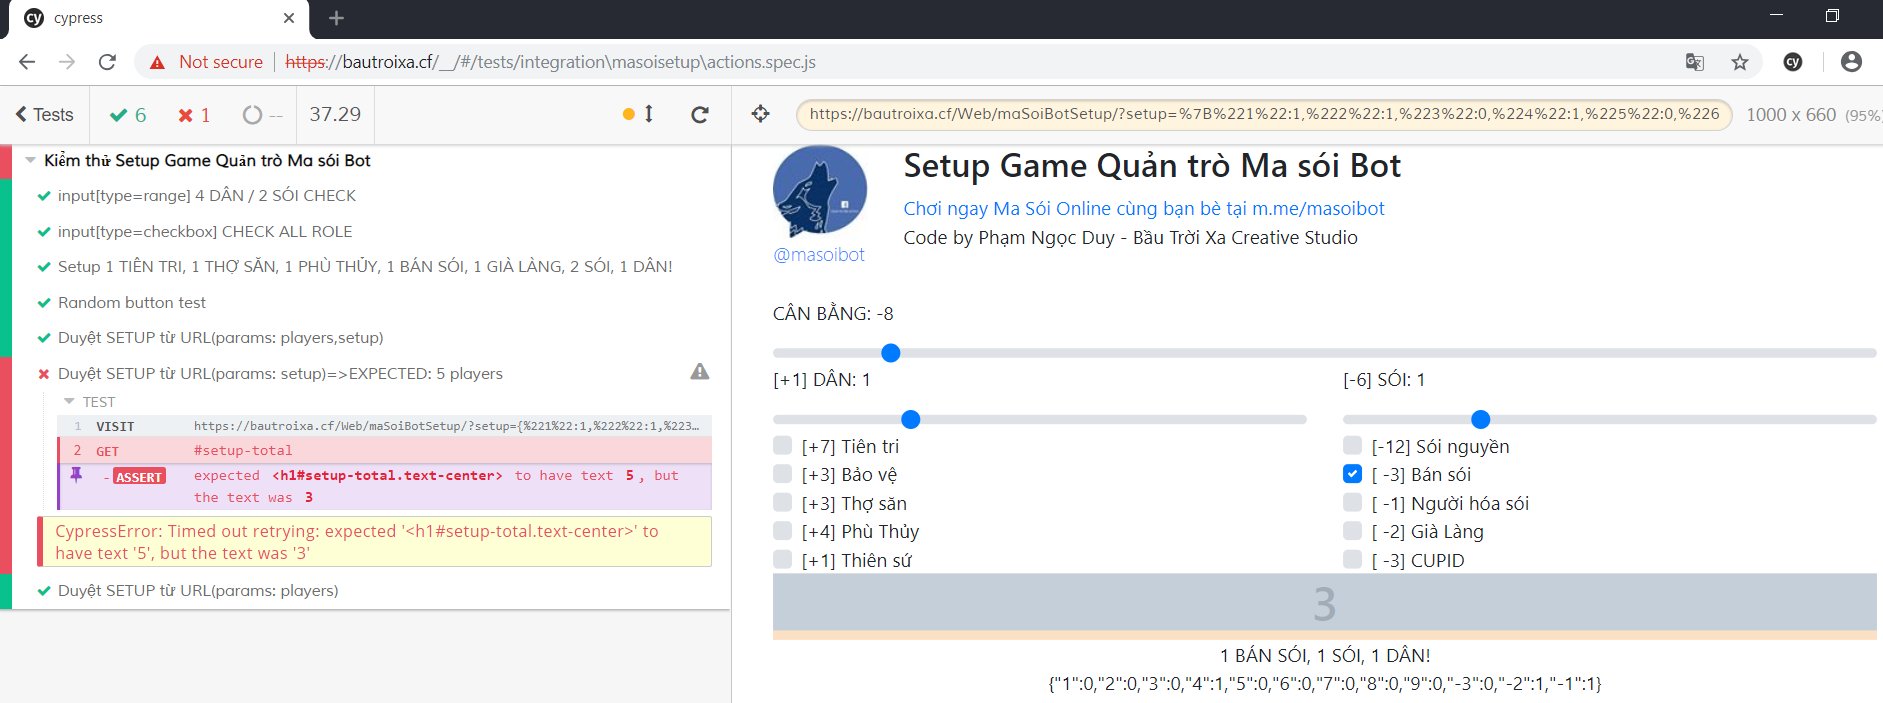 cypress
Not secure | https://bautroixa.cf/__/#/tests/integration\masoisetup\actions.spec.js
Tests 6 1 -- 37.29
https://bautroixa.cf/Web/maSoiBotSetup/?setup=%7B%221%22:1,%222%22:1,%223%22:0,%224%22:1,%225%22:0,%226 1000 x 660 (95%
Kiểm thử Setup Game Quản trò Ma sói Bot
input[type=range] 4 DÂN / 2 SÓI CHECK
input[type=checkbox] CHECK ALL ROLE
Setup 1 TIÊN TRI, 1 THỢ SĂN, 1 PHÙ THỦY, 1 BÁN SÓI, 1 GIÀ LÀNG, 2 SÓI, 1 DÂN!
Random button test
Duyệt SETUP từ URL(params: players,setup)
Duyệt SETUP từ URL(params: setup)=>EXPECTED: 5 players
TEST
1 VISIT https://bautroixa.cf/Web/maSoiBotSetup/?setup={%221%22:1,%222%22:1,%223…
2 GET #setup-total
- ASSERT expected <h1#setup-total.text-center> to have text 5, but
the text was 3
CypressError: Timed out retrying: expected '<h1#setup-total.text-center>' to
have text '5', but the text was '3'
Duyệt SETUP từ URL(params: players)
Setup Game Quản trò Ma sói Bot
Chơi ngay Ma Sói Online cùng bạn bè tại m.me/masoibot
Code by Phạm Ngọc Duy - Bầu Trời Xa Creative Studio
@masoibot
CÂN BẰNG: -8
[+1] DÂN: 1
[-6] SÓI: 1
[+7] Tiên tri
[+3] Bảo vệ
[+3] Thợ săn
[+4] Phù Thủy
[+1] Thiên sứ
[-12] Sói nguyền
[ -3] Bán sói
[ -1] Người hóa sói
[ -2] Già Làng
[ -3] CUPID
3
1 BÁN SÓI, 1 SÓI, 1 DÂN!
{"1":0,"2":0,"3":0,"4":1,"5":0,"6":0,"7":0,"8":0,"9":0,"-3":0,"-2":1,"-1":1}